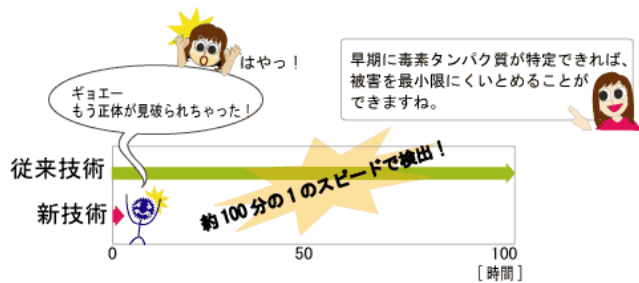 はやっ！
ギョエー
もう正体が見破られちゃった！
早期に毒素タンパク質が特定できれば、
被害を最小限にくいとめることが
できますね。
従来技術
約100分の1のスピードで検出！
新技術
0
50
100
[時間]